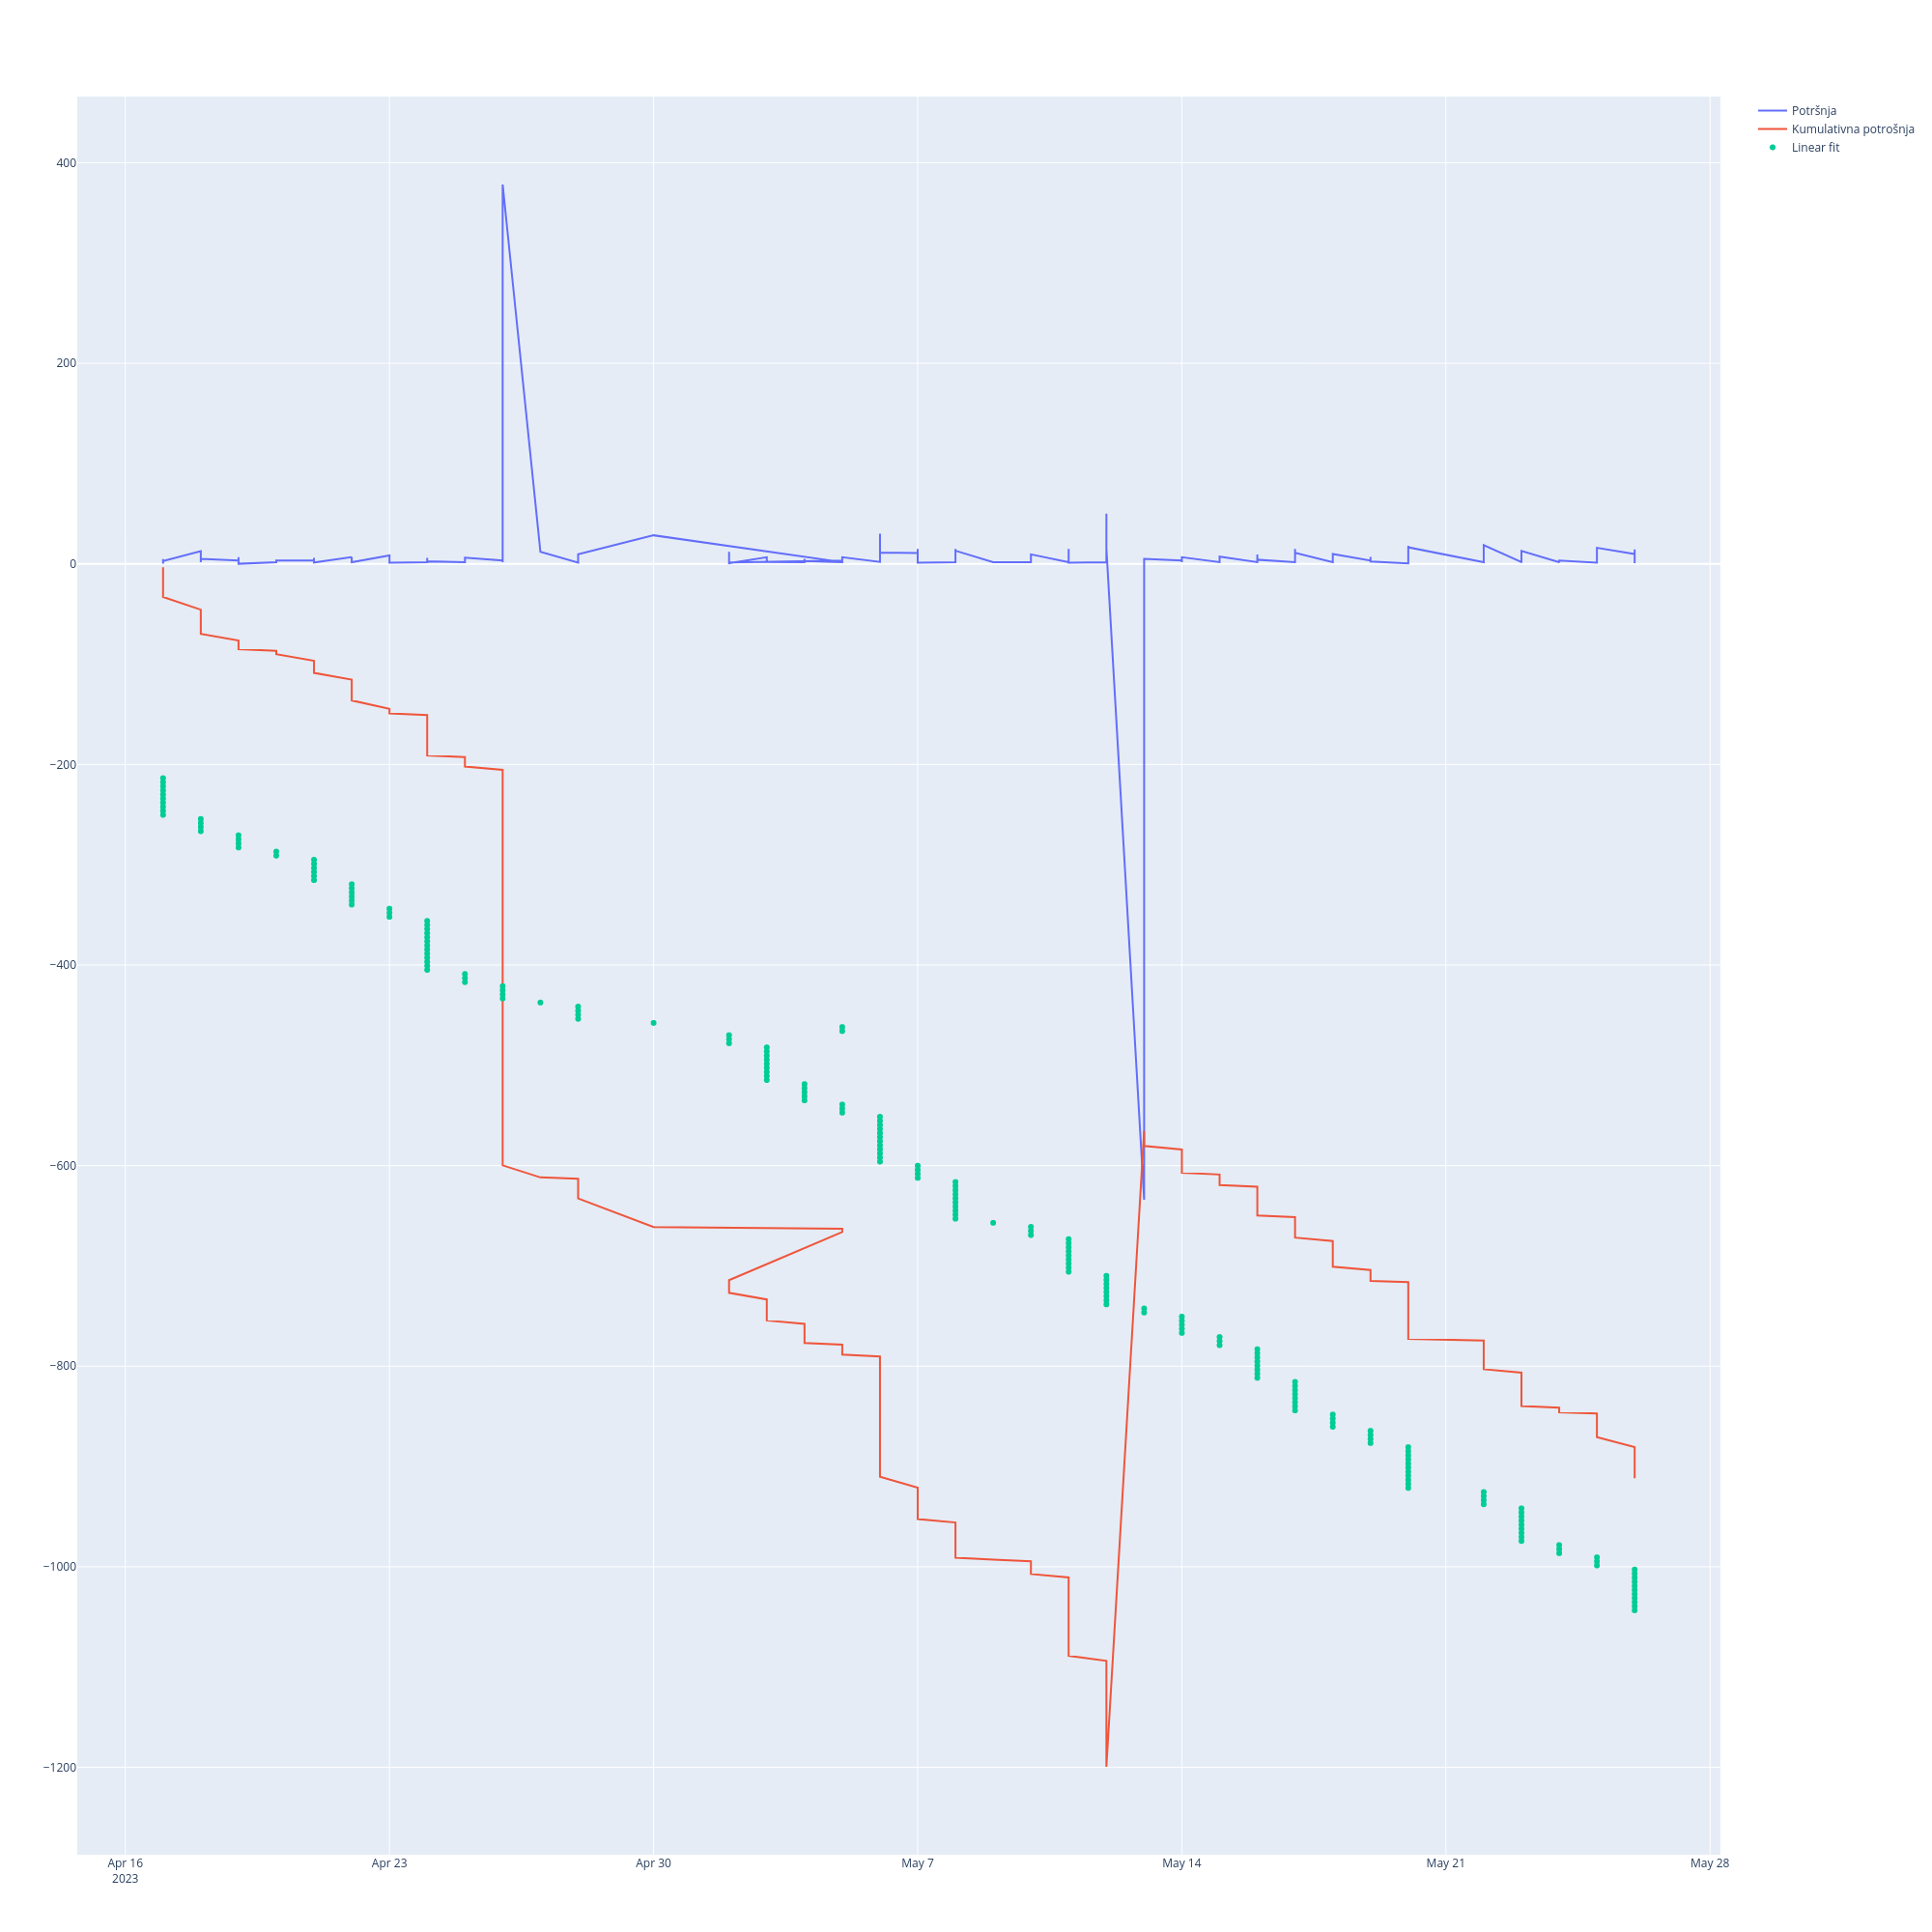 Potršnja
Kumulativna potrošnja
Linear fit
400
200
0
−200
−400
−600
−800
−1000
−1200
Apr 16
2023
Apr 23
Apr 30
May 7
May 14
May 21
May 28